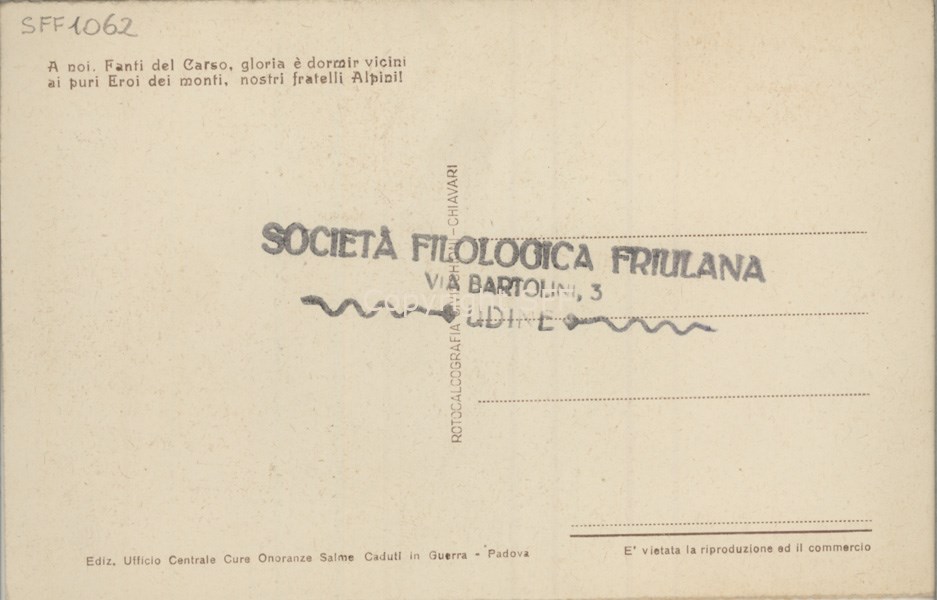 SFF1062
A noi. Fanti del Carso, gloria è dormir vicini
ai puri Eroi dei monti, nostri fratelli Alpini!
SOCIETÀ FILOLOGICA FRIULANA
VIA BARTOLINI, 3
UDINE
ROTOCALCOGRAFIA - CHIAVARI
Ediz. Ufficio Centrale Cure Onoranze Salme Caduti in Guerra - Padova
E' vietata la riproduzione ed il commercio